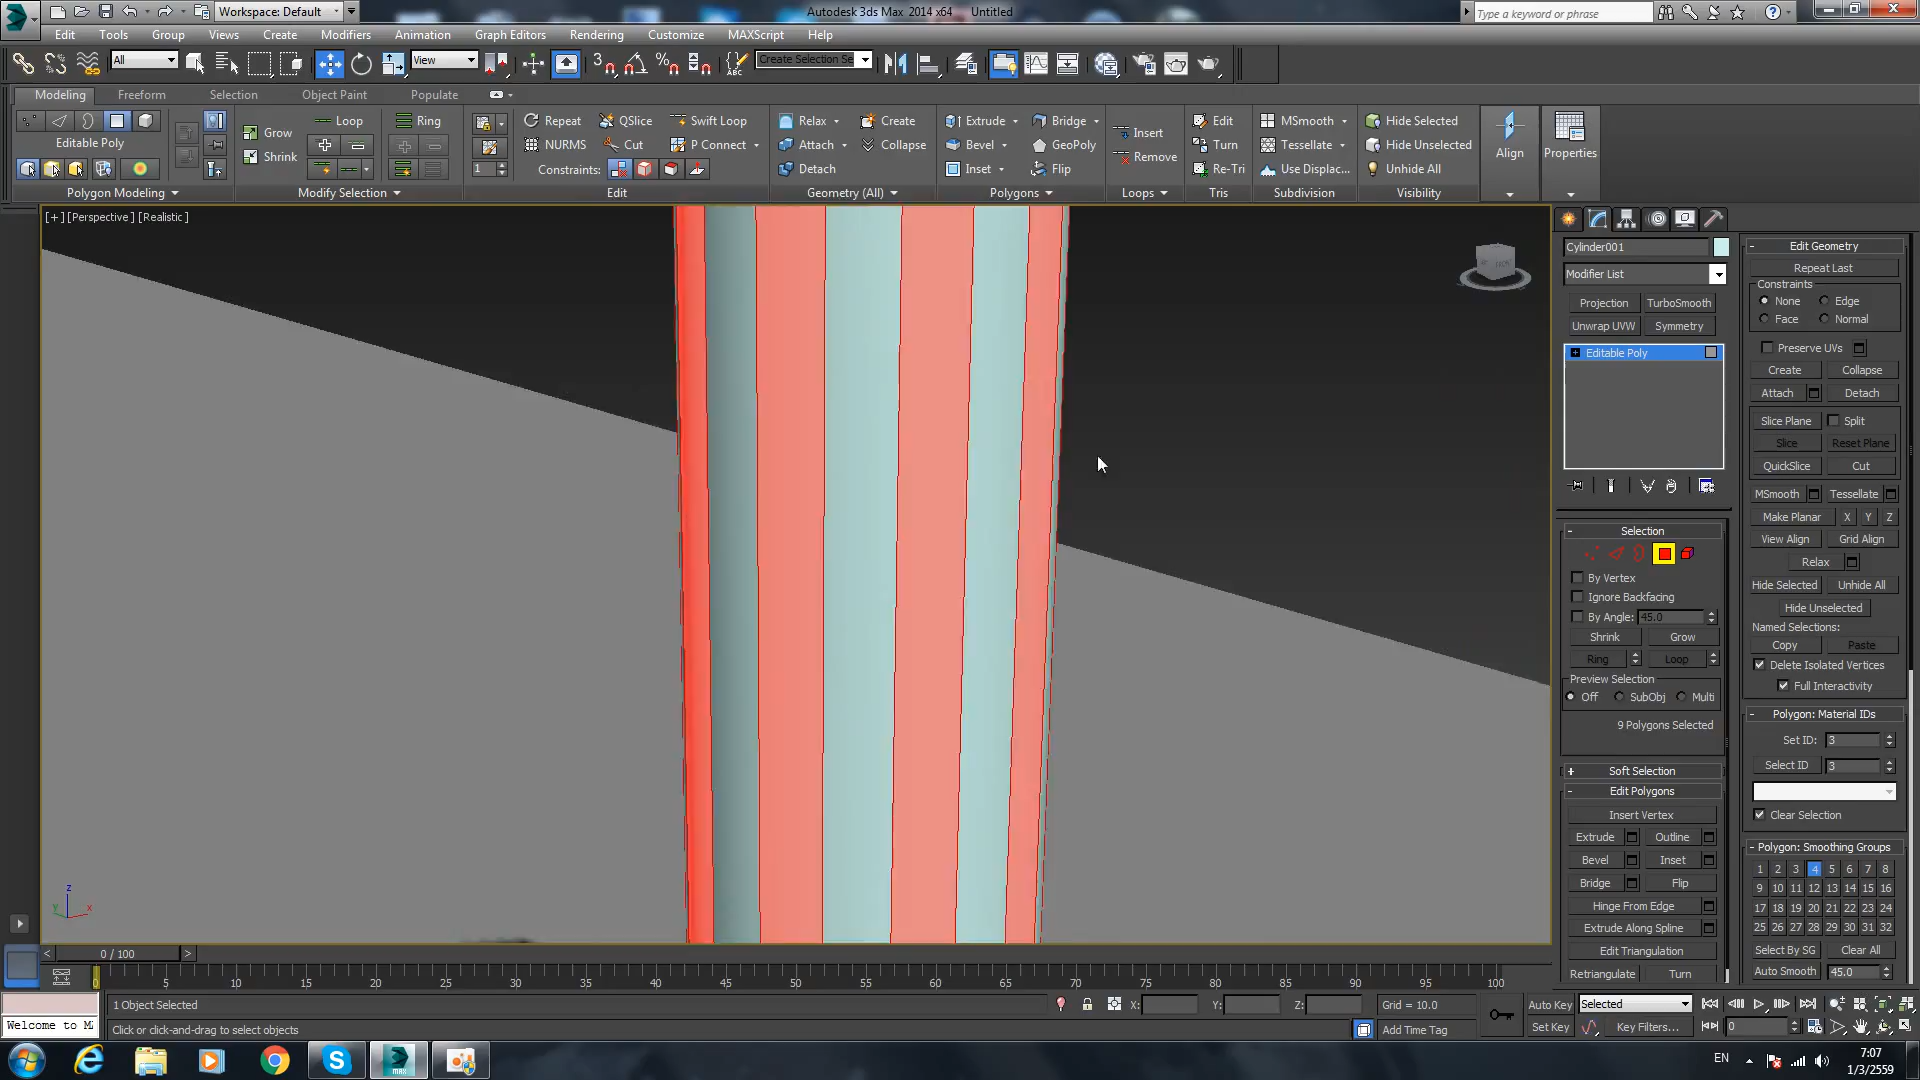 Workspace: Default
Autodesk 3ds Max 2014 x64 Untitled
Type a keyword or phrase
Edit Tools Group Views Create Modifiers Animation Graph Editors Rendering Customize MAXScript Help
All View Create Selection Se
Modeling Freeform Selection Object Paint Populate
Grow Loop Ring Repeat QSlice Swift Loop Relax Create Extrude Bridge Insert Edit MSmooth Hide Selected
Editable Poly Shrink NURMS Cut P Connect Attach Collapse Bevel GeoPoly Remove Turn Tessellate Hide Unselected Align Properties
1 Constraints: Detach Inset Flip Re-Tri Use Displac... Unhide All
Polygon Modeling Modify Selection Edit Geometry (All) Polygons Loops Tris Subdivision Visibility
[+] [Perspective] [Realistic]
Cylinder001
Modifier List
Projection TurboSmooth
Unwrap UVW Symmetry
Editable Poly
Selection
By Vertex
Ignore Backfacing
By Angle: 45.0
Shrink Grow
Ring Loop
Preview Selection
Off SubObj Multi
9 Polygons Selected
Soft Selection
Edit Polygons
Insert Vertex
Extrude Outline
Bevel Inset
Bridge Flip
Hinge From Edge
Extrude Along Spline
Edit Triangulation
Retriangulate Turn
Edit Geometry
Repeat Last
Constraints
None Edge
Face Normal
Preserve UVs
Create Collapse
Attach Detach
Slice Plane Split
Slice Reset Plane
QuickSlice Cut
MSmooth Tessellate
Make Planar X Y Z
View Align Grid Align
Relax
Hide Selected Unhide All
Hide Unselected
Named Selections:
Copy Paste
Delete Isolated Vertices
Full Interactivity
Polygon: Material IDs
Set ID: 3
Select ID 3
Clear Selection
Polygon: Smoothing Groups
1 2 3 4 5 6 7 8
9 10 11 12 13 14 15 16
17 18 19 20 21 22 23 24
25 26 27 28 29 30 31 32
Select By SG Clear All
Auto Smooth 45.0
z
y x
0 / 100
5 10 15 20 25 30 35 40 45 50 55 60 65 70 75 80 85 90 95 100
1 Object Selected X: Y: Z: Grid = 10.0 Auto Key Selected
Welcome to M Click or click-and-drag to select objects Add Time Tag Set Key Key Filters... 0
EN
7:07
1/3/2559